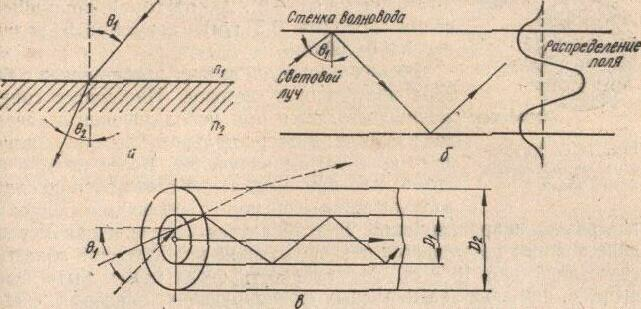 θ₁
n₁
θ₂
n₂
а
Стенка волновода
θ₁
Световой
луч
Распределение
поля
б
θ₁
D₁
D₂
в